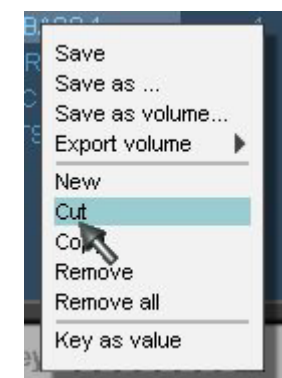 Save
Save as ...
Save as volume...
Export volume
New
Cut
Remove
Remove all
Key as value